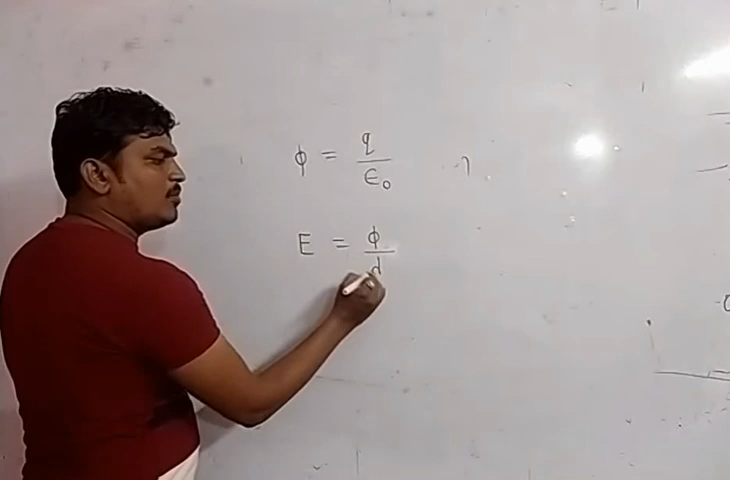 ϕ = q/ϵ₀
E = ϕ/